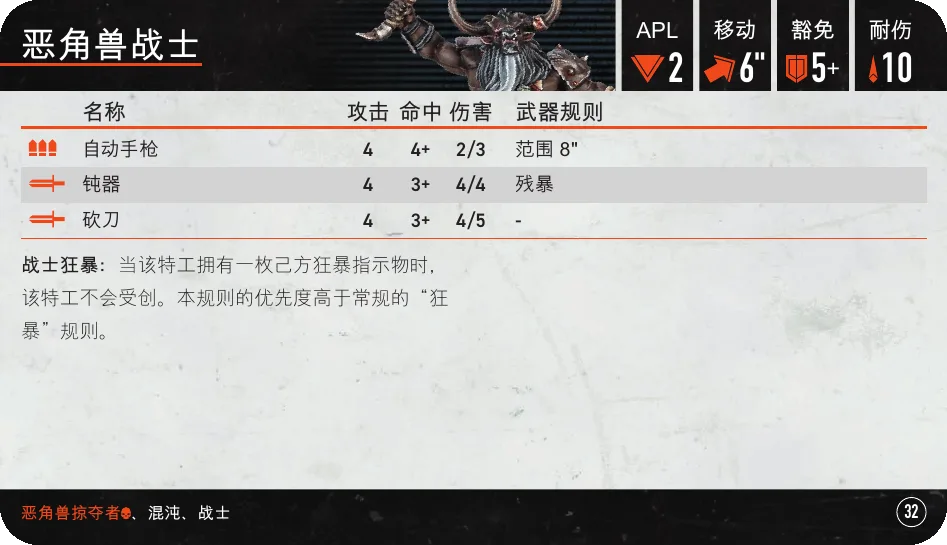 恶角兽战士
APL 移动 豁免 耐伤
2 6" 5+ 10
名称 攻击 命中 伤害 武器规则
自动手枪 4 4+ 2/3 范围 8"
钝器 4 3+ 4/4 残暴
砍刀 4 3+ 4/5 -
战士狂暴：当该特工拥有一枚己方狂暴指示物时，
该特工不会受创。本规则的优先度高于常规的“狂
暴”规则。
恶角兽掠夺者、混沌、战士
32